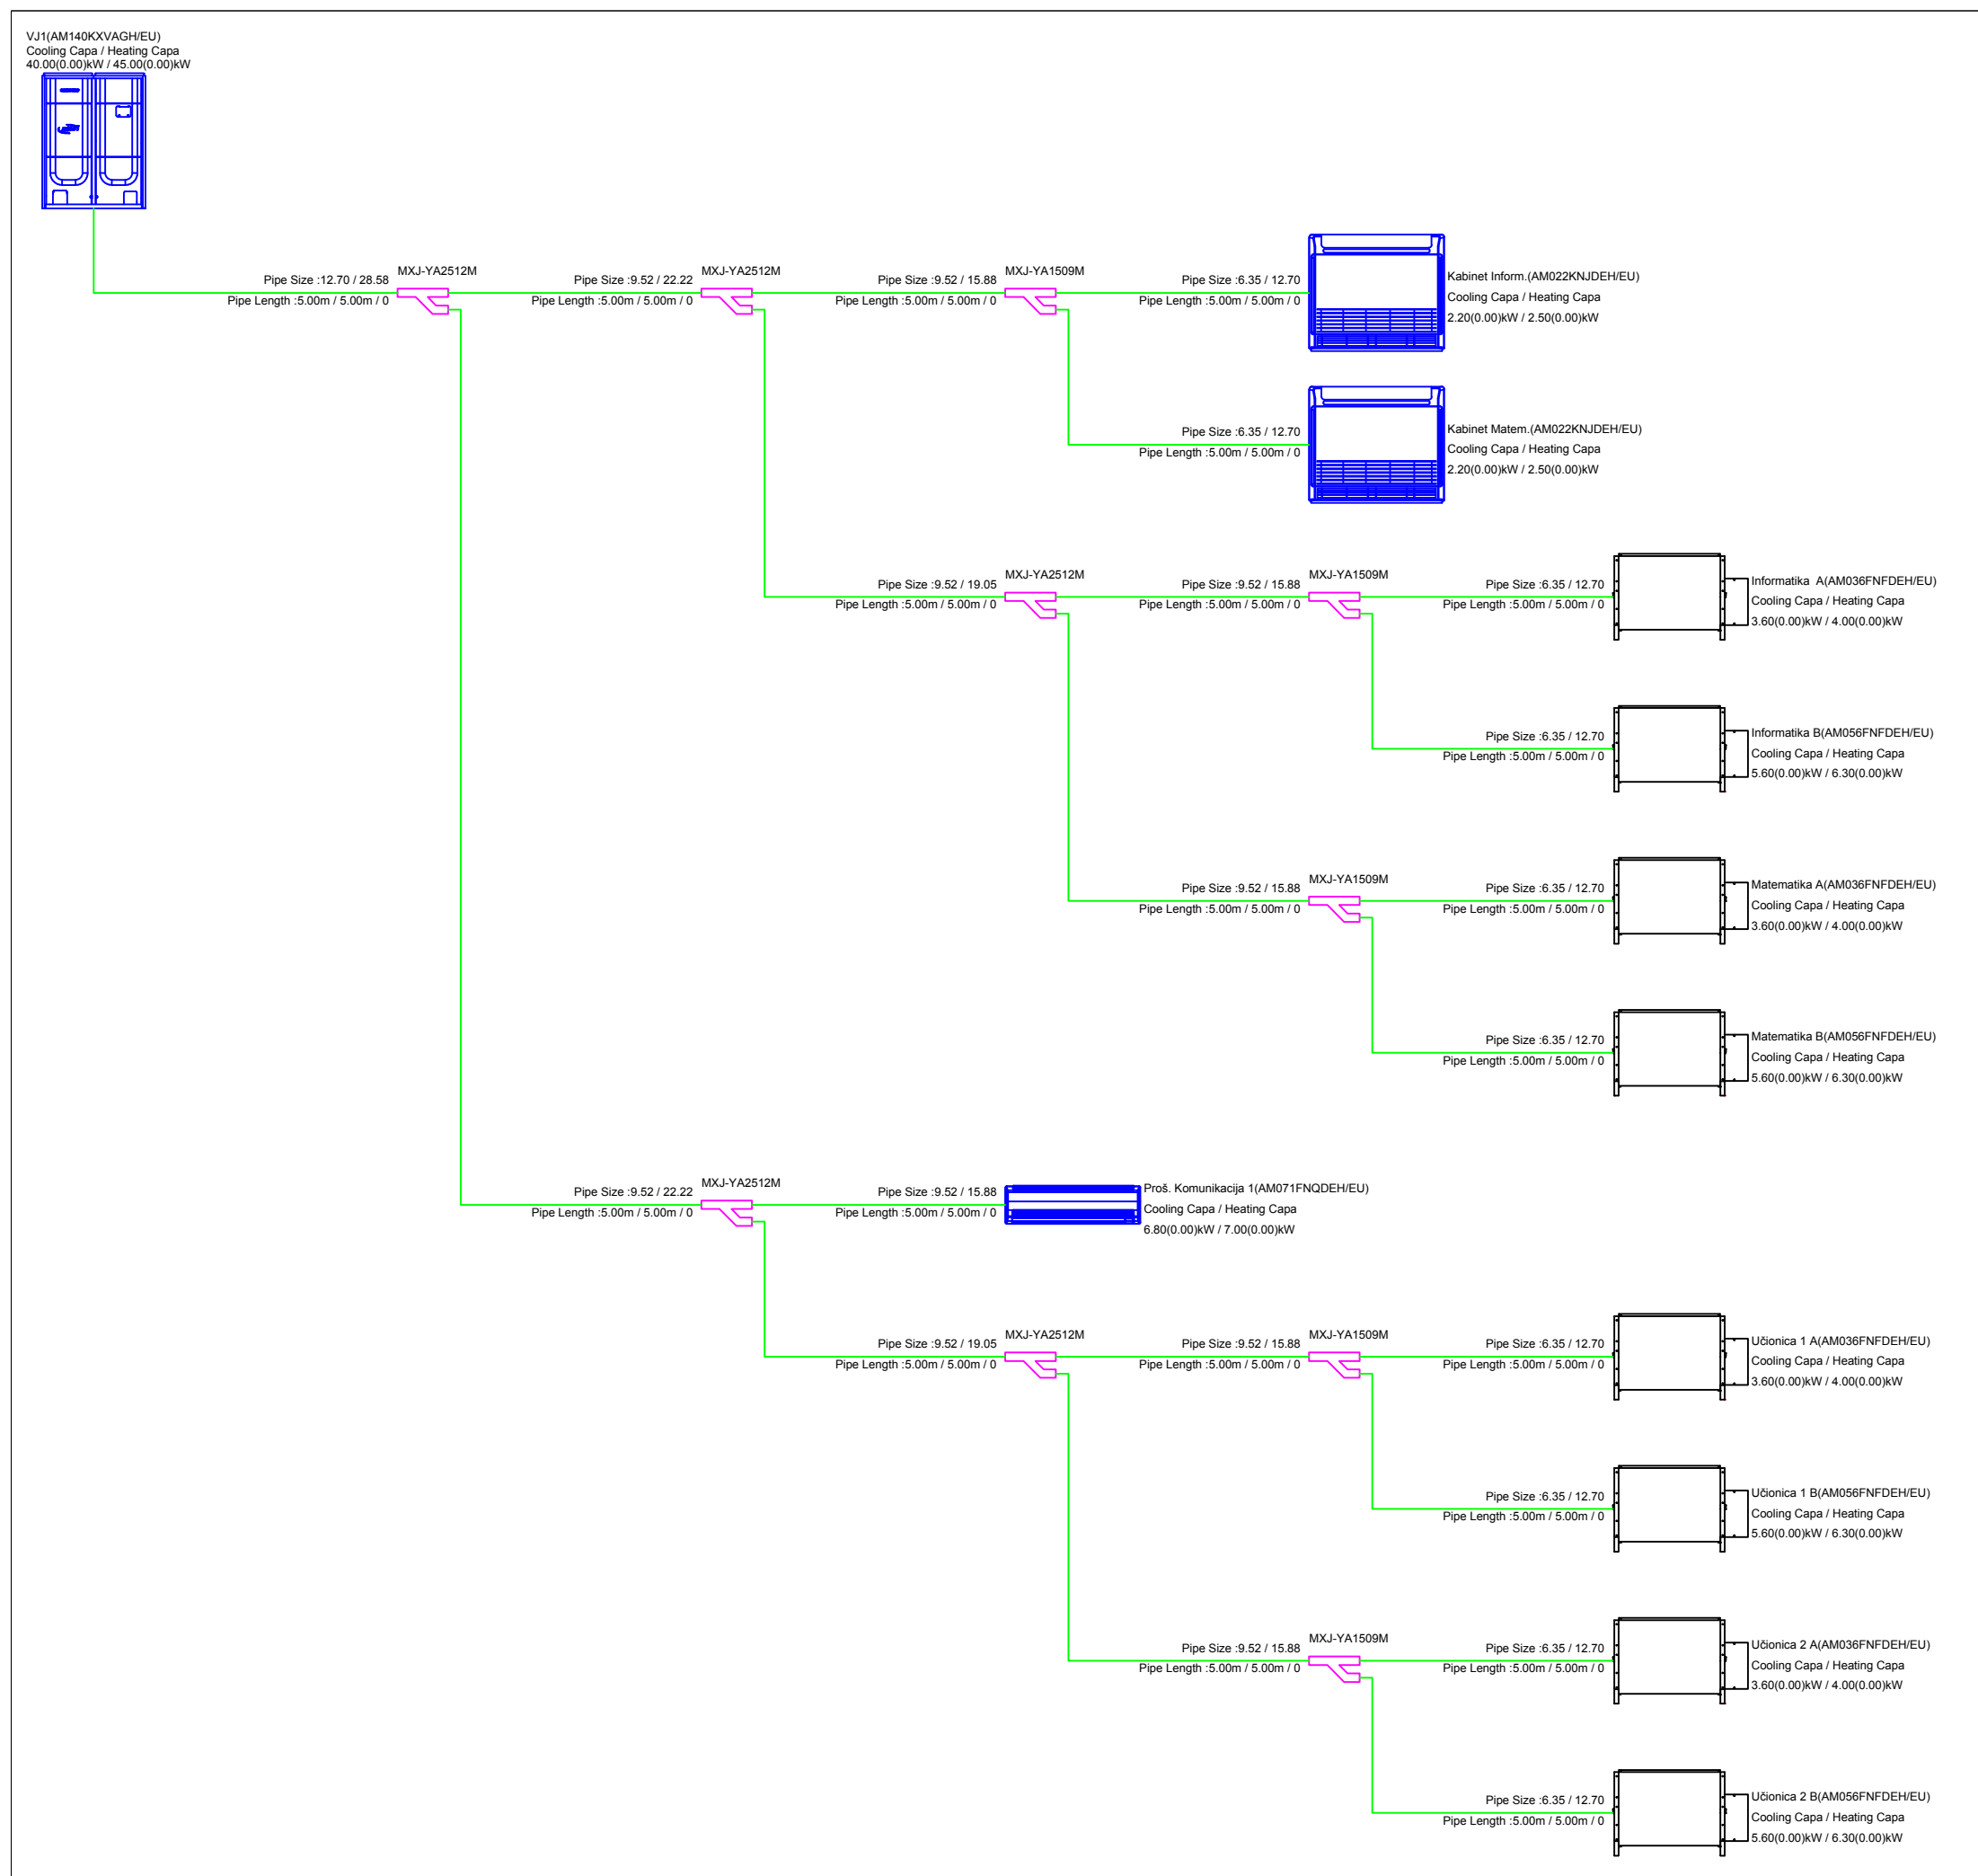 VJ1(AM140KXVAGH/EU)
Cooling Capa / Heating Capa
40.00(0.00)kW / 45.00(0.00)kW
Pipe Size :12.70 / 28.58
Pipe Length :5.00m / 5.00m / 0
MXJ-YA2512M
Pipe Size :9.52 / 22.22
Pipe Length :5.00m / 5.00m / 0
MXJ-YA2512M
Pipe Size :9.52 / 15.88
Pipe Length :5.00m / 5.00m / 0
MXJ-YA1509M
Pipe Size :6.35 / 12.70
Pipe Length :5.00m / 5.00m / 0
Kabinet Inform.(AM022KNJDEH/EU)
Cooling Capa / Heating Capa
2.20(0.00)kW / 2.50(0.00)kW
Pipe Size :6.35 / 12.70
Pipe Length :5.00m / 5.00m / 0
Kabinet Matem.(AM022KNJDEH/EU)
Cooling Capa / Heating Capa
2.20(0.00)kW / 2.50(0.00)kW
Pipe Size :9.52 / 19.05
Pipe Length :5.00m / 5.00m / 0
MXJ-YA2512M
Pipe Size :9.52 / 15.88
Pipe Length :5.00m / 5.00m / 0
MXJ-YA1509M
Pipe Size :6.35 / 12.70
Pipe Length :5.00m / 5.00m / 0
Informatika  A(AM036FNFDEH/EU)
Cooling Capa / Heating Capa
3.60(0.00)kW / 4.00(0.00)kW
Pipe Size :6.35 / 12.70
Pipe Length :5.00m / 5.00m / 0
Informatika B(AM056FNFDEH/EU)
Cooling Capa / Heating Capa
5.60(0.00)kW / 6.30(0.00)kW
Pipe Size :9.52 / 15.88
Pipe Length :5.00m / 5.00m / 0
MXJ-YA1509M
Pipe Size :6.35 / 12.70
Pipe Length :5.00m / 5.00m / 0
Matematika A(AM036FNFDEH/EU)
Cooling Capa / Heating Capa
3.60(0.00)kW / 4.00(0.00)kW
Pipe Size :6.35 / 12.70
Pipe Length :5.00m / 5.00m / 0
Matematika B(AM056FNFDEH/EU)
Cooling Capa / Heating Capa
5.60(0.00)kW / 6.30(0.00)kW
Pipe Size :9.52 / 22.22
Pipe Length :5.00m / 5.00m / 0
MXJ-YA2512M
Pipe Size :9.52 / 15.88
Pipe Length :5.00m / 5.00m / 0
Proš. Komunikacija 1(AM071FNQDEH/EU)
Cooling Capa / Heating Capa
6.80(0.00)kW / 7.00(0.00)kW
Pipe Size :9.52 / 19.05
Pipe Length :5.00m / 5.00m / 0
MXJ-YA2512M
Pipe Size :9.52 / 15.88
Pipe Length :5.00m / 5.00m / 0
MXJ-YA1509M
Pipe Size :6.35 / 12.70
Pipe Length :5.00m / 5.00m / 0
Učionica 1 A(AM036FNFDEH/EU)
Cooling Capa / Heating Capa
3.60(0.00)kW / 4.00(0.00)kW
Pipe Size :6.35 / 12.70
Pipe Length :5.00m / 5.00m / 0
Učionica 1 B(AM056FNFDEH/EU)
Cooling Capa / Heating Capa
5.60(0.00)kW / 6.30(0.00)kW
Pipe Size :9.52 / 15.88
Pipe Length :5.00m / 5.00m / 0
MXJ-YA1509M
Pipe Size :6.35 / 12.70
Pipe Length :5.00m / 5.00m / 0
Učionica 2 A(AM036FNFDEH/EU)
Cooling Capa / Heating Capa
3.60(0.00)kW / 4.00(0.00)kW
Pipe Size :6.35 / 12.70
Pipe Length :5.00m / 5.00m / 0
Učionica 2 B(AM056FNFDEH/EU)
Cooling Capa / Heating Capa
5.60(0.00)kW / 6.30(0.00)kW